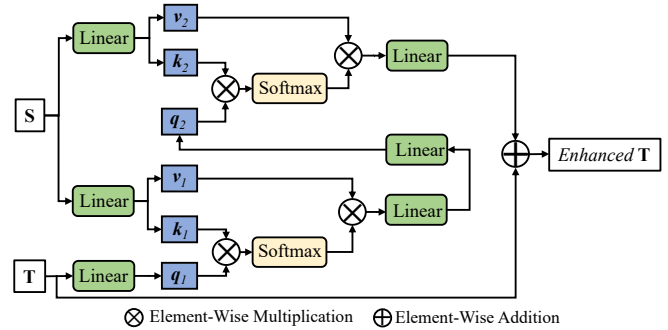 v2
Linear
Linear
k2
Softmax
S
q2
Linear
Enhanced T
v1
Linear
Linear
k1
Softmax
T
Linear
q1
Element-Wise Multiplication
Element-Wise Addition